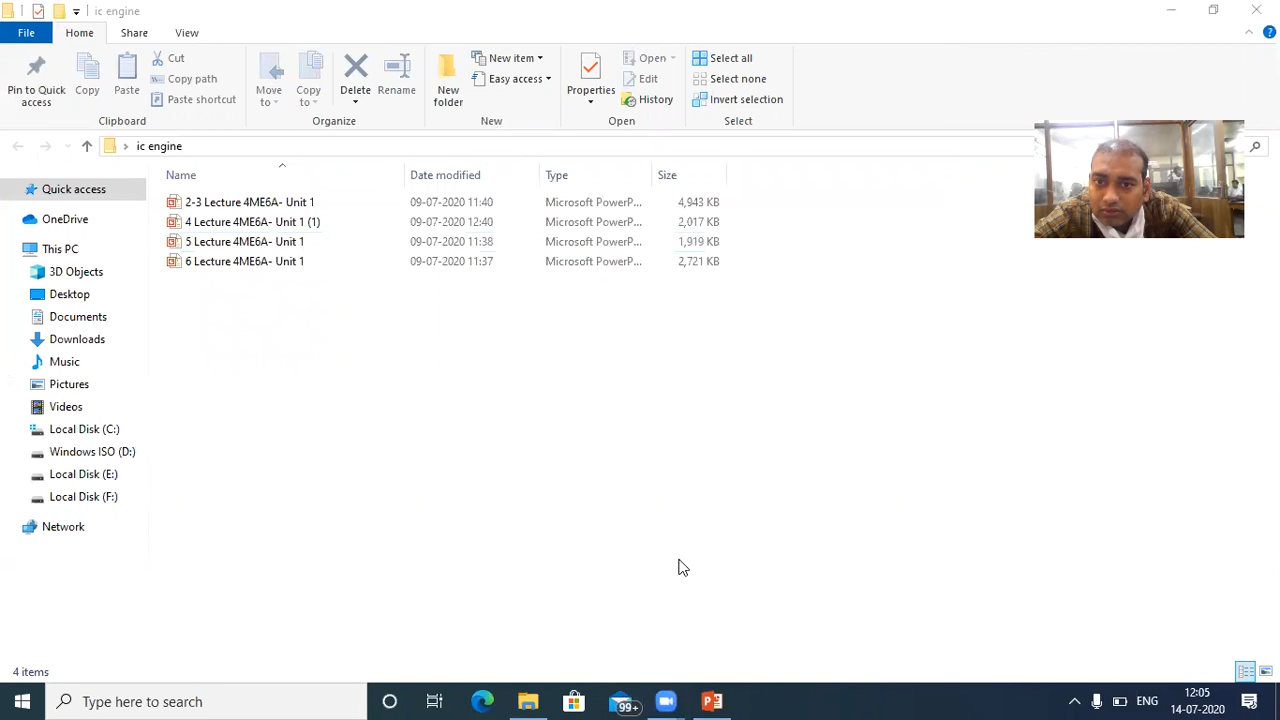 ic engine
File Home Share View
Pin to Quick access
Copy
Paste
Cut
Copy path
Paste shortcut
Clipboard
Move to
Copy to
Delete
Rename
Organize
New folder
New item
Easy access
New
Properties
Open
Edit
History
Open
Select all
Select none
Invert selection
Select
ic engine
Name Date modified Type Size
2-3 Lecture 4ME6A- Unit 1 09-07-2020 11:40 Microsoft PowerP... 4,943 KB
4 Lecture 4ME6A- Unit 1 (1) 09-07-2020 12:40 Microsoft PowerP... 2,017 KB
5 Lecture 4ME6A- Unit 1 09-07-2020 11:38 Microsoft PowerP... 1,919 KB
6 Lecture 4ME6A- Unit 1 09-07-2020 11:37 Microsoft PowerP... 2,721 KB
Quick access
OneDrive
This PC
3D Objects
Desktop
Documents
Downloads
Music
Pictures
Videos
Local Disk (C:)
Windows ISO (D:)
Local Disk (E:)
Local Disk (F:)
Network
4 items
Type here to search
99+
ENG
12:05
14-07-2020